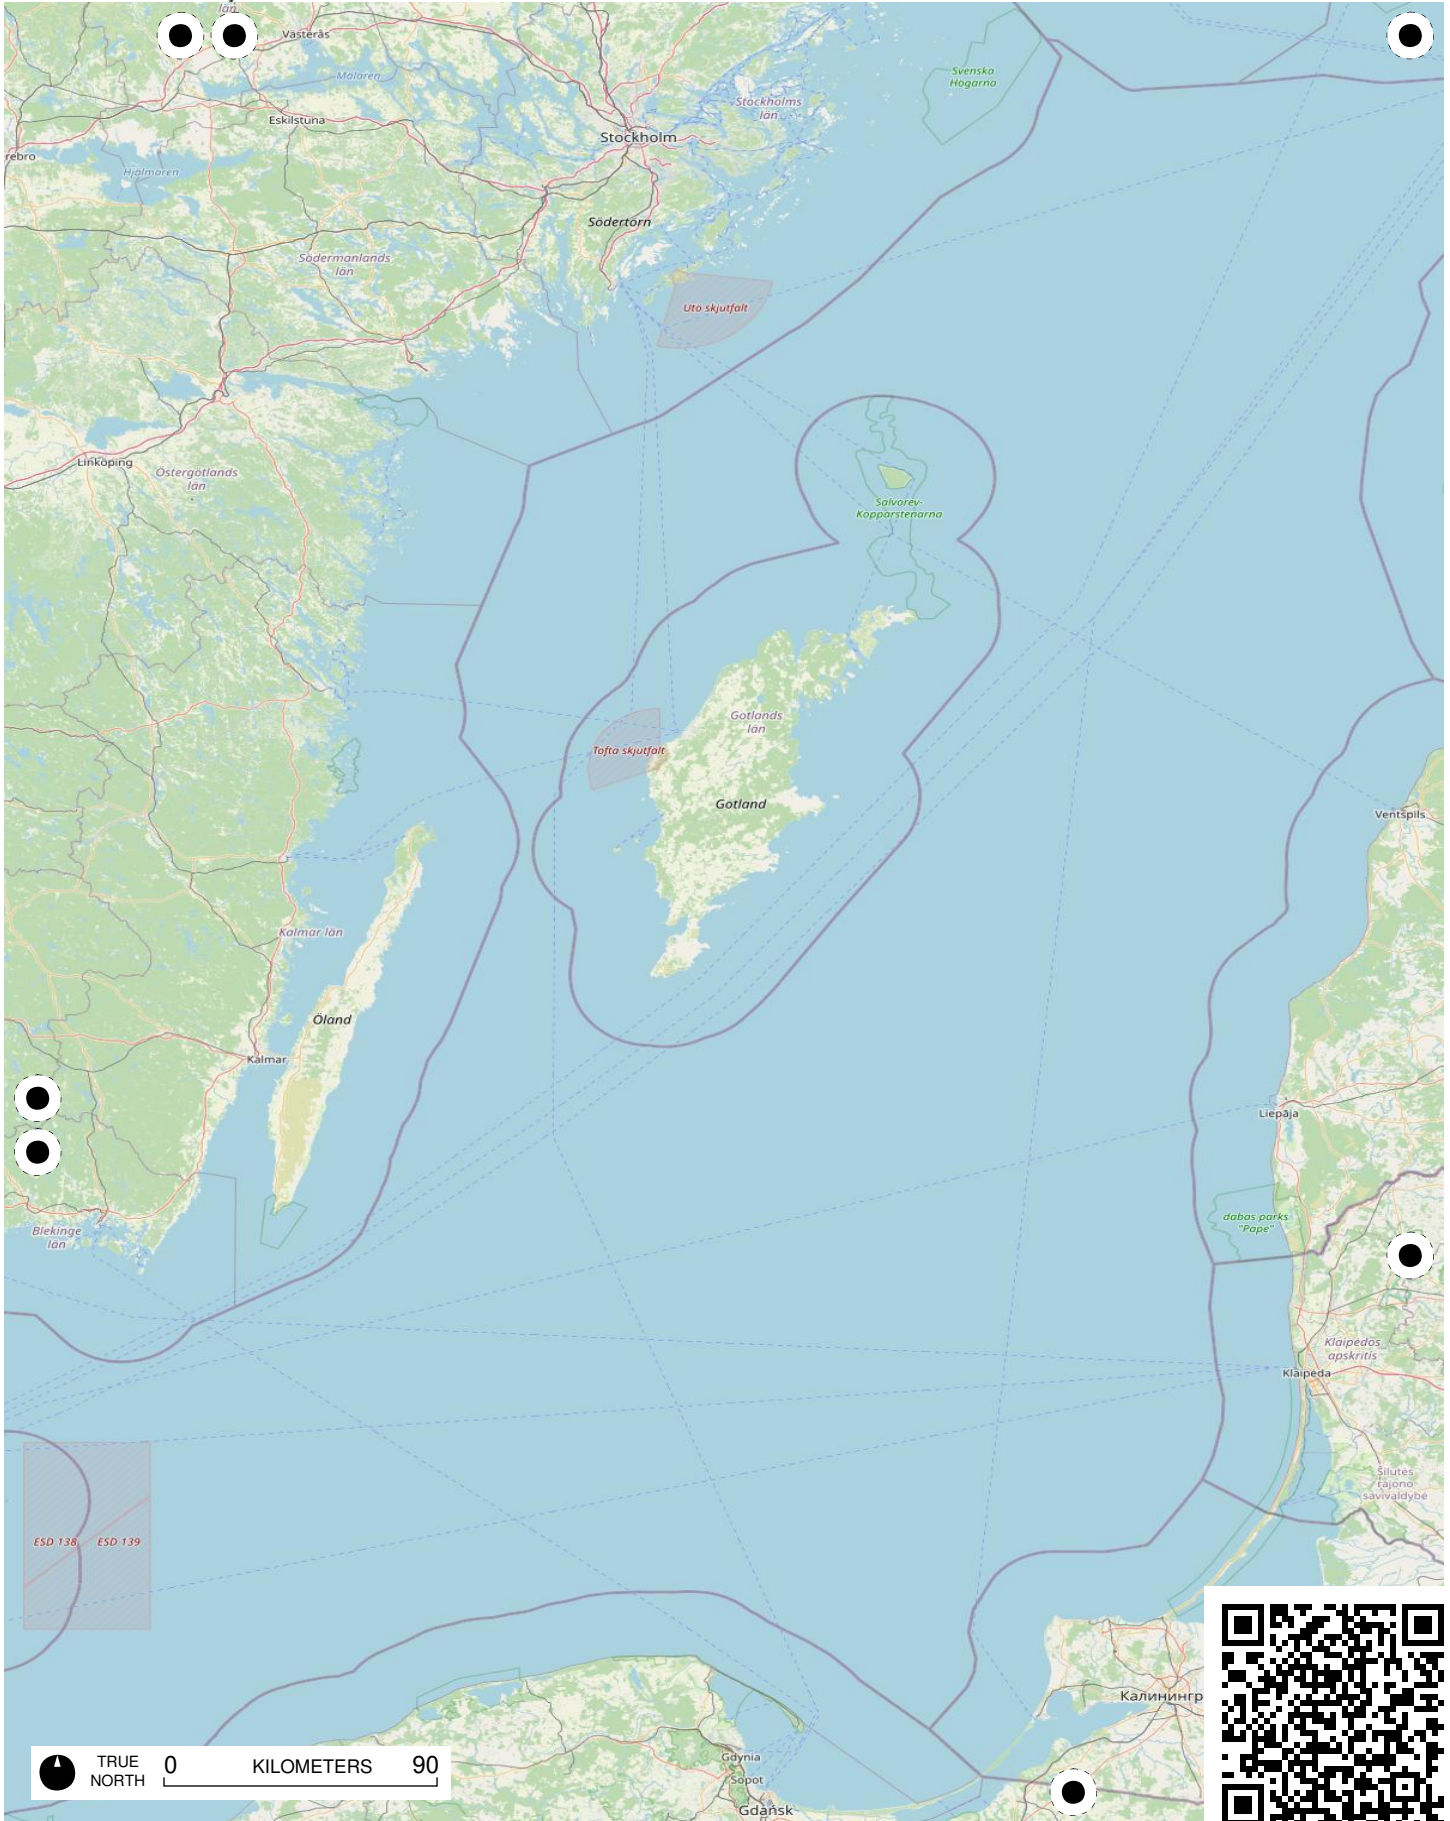 län
Västerås
Mälaren
Svenska
Högarna
Stockholms
län
Eskilstuna
Stockholm
rebro
Hjälmaren
Södertörn
Södermanlands
län
Utö skjutfält
Linköping
Östergötlands
län
Salvorev-
Kopparstenarna
Gotlands
län
Tofta skjutfält
Gotland
Ventspils
Kalmar län
Öland
Kalmar
Liepāja
dabas parks
"Pape"
Blekinge
län
Klaipėdos
apskritis
Klaipėda
Šilutės
rajono
savivaldybė
ESD 138 ESD 139
Калинингр
TRUE
NORTH
0 KILOMETERS 90
Gdynia
Sopot
Gdańsk